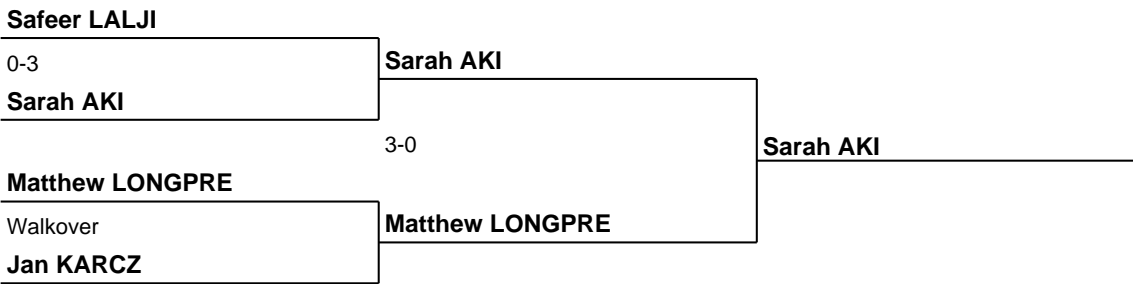 Safeer LALJI
0-3
Sarah AKI
Sarah AKI
3-0
Sarah AKI
Matthew LONGPRE
Walkover
Matthew LONGPRE
Jan KARCZ